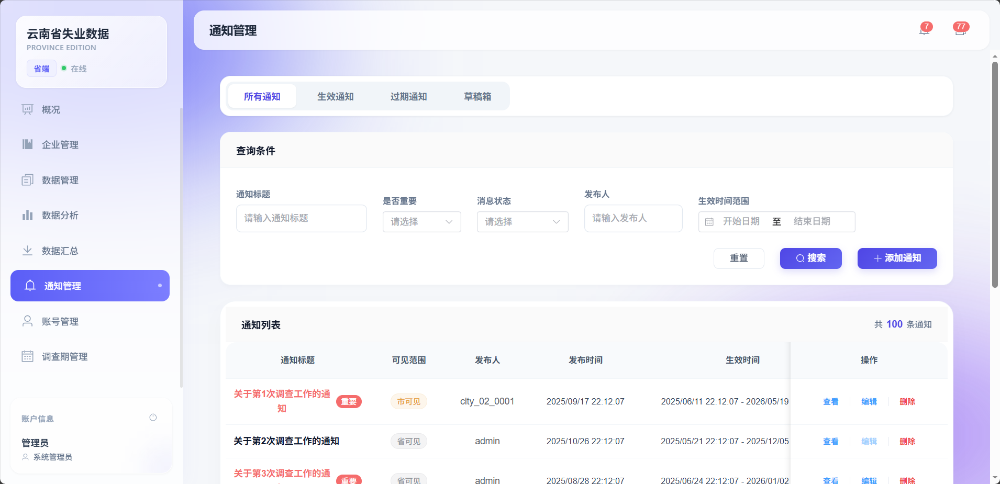 云南省失业数据
PROVINCE EDITION
省端 在线
概况
企业管理
数据管理
数据分析
数据汇总
通知管理
账号管理
调查期管理
账户信息
管理员
系统管理员
通知管理
7
77
所有通知 生效通知 过期通知 草稿箱
查询条件
通知标题 是否重要 消息状态 发布人 生效时间范围
请输入通知标题 请选择 请选择 请输入发布人 开始日期 至 结束日期
重置 搜索 添加通知
通知列表 共 100 条通知
通知标题 可见范围 发布人 发布时间 生效时间 操作
关于第1次调查工作的通
知 重要 市可见 city_02_0001 2025/09/17 22:12:07 2025/06/11 22:12:07 - 2026/05/19 查看 编辑 删除
关于第2次调查工作的通知 省可见 admin 2025/10/26 22:12:07 2025/05/21 22:12:07 - 2025/12/05 查看 编辑 删除
关于第3次调查工作的通 重要 省可见 admin 2025/08/28 22:12:07 2025/06/24 22:12:07 - 2026/01/02 查看 编辑 删除